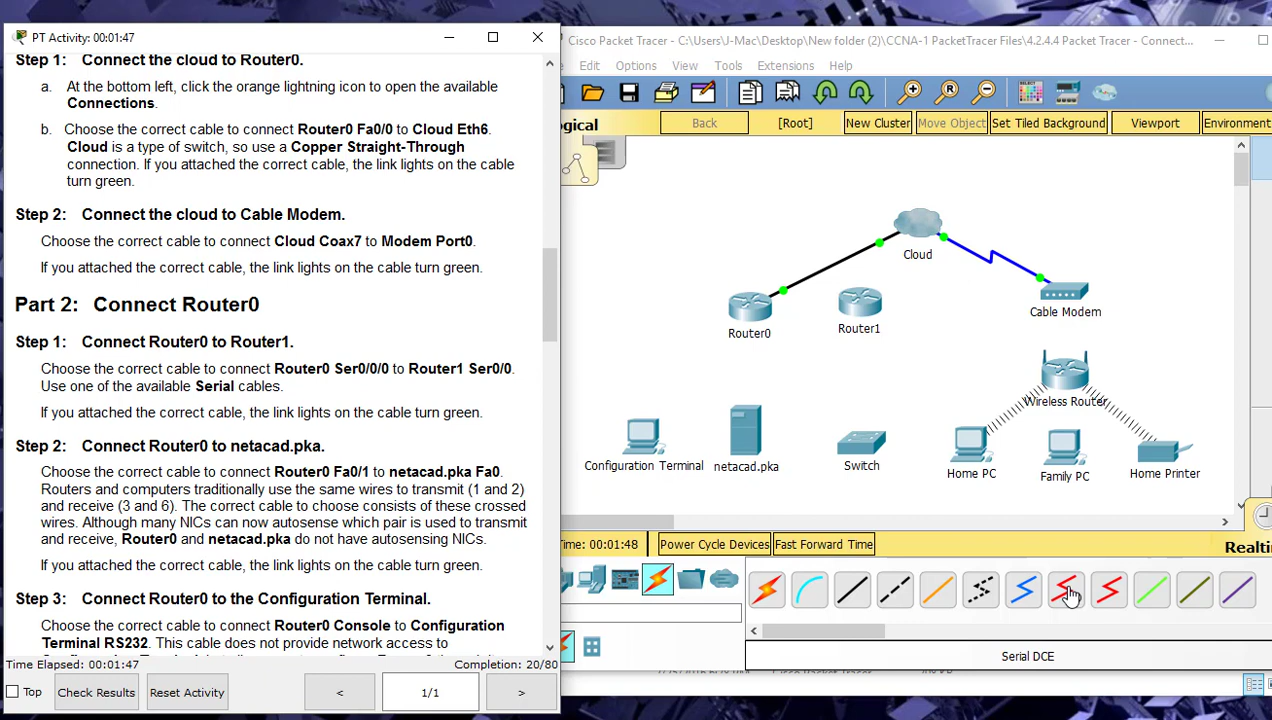 PT Activity: 00:01:47
Step 1: Connect the cloud to Router0.
a. At the bottom left, click the orange lightning icon to open the available
Connections.
b. Choose the correct cable to connect Router0 Fa0/0 to Cloud Eth6.
Cloud is a type of switch, so use a Copper Straight-Through
connection. If you attached the correct cable, the link lights on the cable
turn green.
Step 2: Connect the cloud to Cable Modem.
Choose the correct cable to connect Cloud Coax7 to Modem Port0.
If you attached the correct cable, the link lights on the cable turn green.
Part 2: Connect Router0
Step 1: Connect Router0 to Router1.
Choose the correct cable to connect Router0 Ser0/0/0 to Router1 Ser0/0.
Use one of the available Serial cables.
If you attached the correct cable, the link lights on the cable turn green.
Step 2: Connect Router0 to netacad.pka.
Choose the correct cable to connect Router0 Fa0/1 to netacad.pka Fa0.
Routers and computers traditionally use the same wires to transmit (1 and 2)
and receive (3 and 6). The correct cable to choose consists of these crossed
wires. Although many NICs can now autosense which pair is used to transmit
and receive, Router0 and netacad.pka do not have autosensing NICs.
If you attached the correct cable, the link lights on the cable turn green.
Step 3: Connect Router0 to the Configuration Terminal.
Choose the correct cable to connect Router0 Console to Configuration
Terminal RS232. This cable does not provide network access to
Time Elapsed: 00:01:47 Completion: 20/80
Top Check Results Reset Activity < 1/1 >
Cisco Packet Tracer - C:\Users\J-Mac\Desktop\New folder (2)\CCNA-1 PacketTracer Files\4.2.4.4 Packet Tracer - Connect...
Edit Options View Tools Extensions Help
ogical Back [Root] New Cluster Move Object Set Tiled Background Viewport Environment
Cloud
Cable Modem
Router0
Router1
Wireless Router
Configuration Terminal
netacad.pka
Switch
Home PC
Family PC
Home Printer
Time: 00:01:48 Power Cycle Devices Fast Forward Time
Realti
Serial DCE